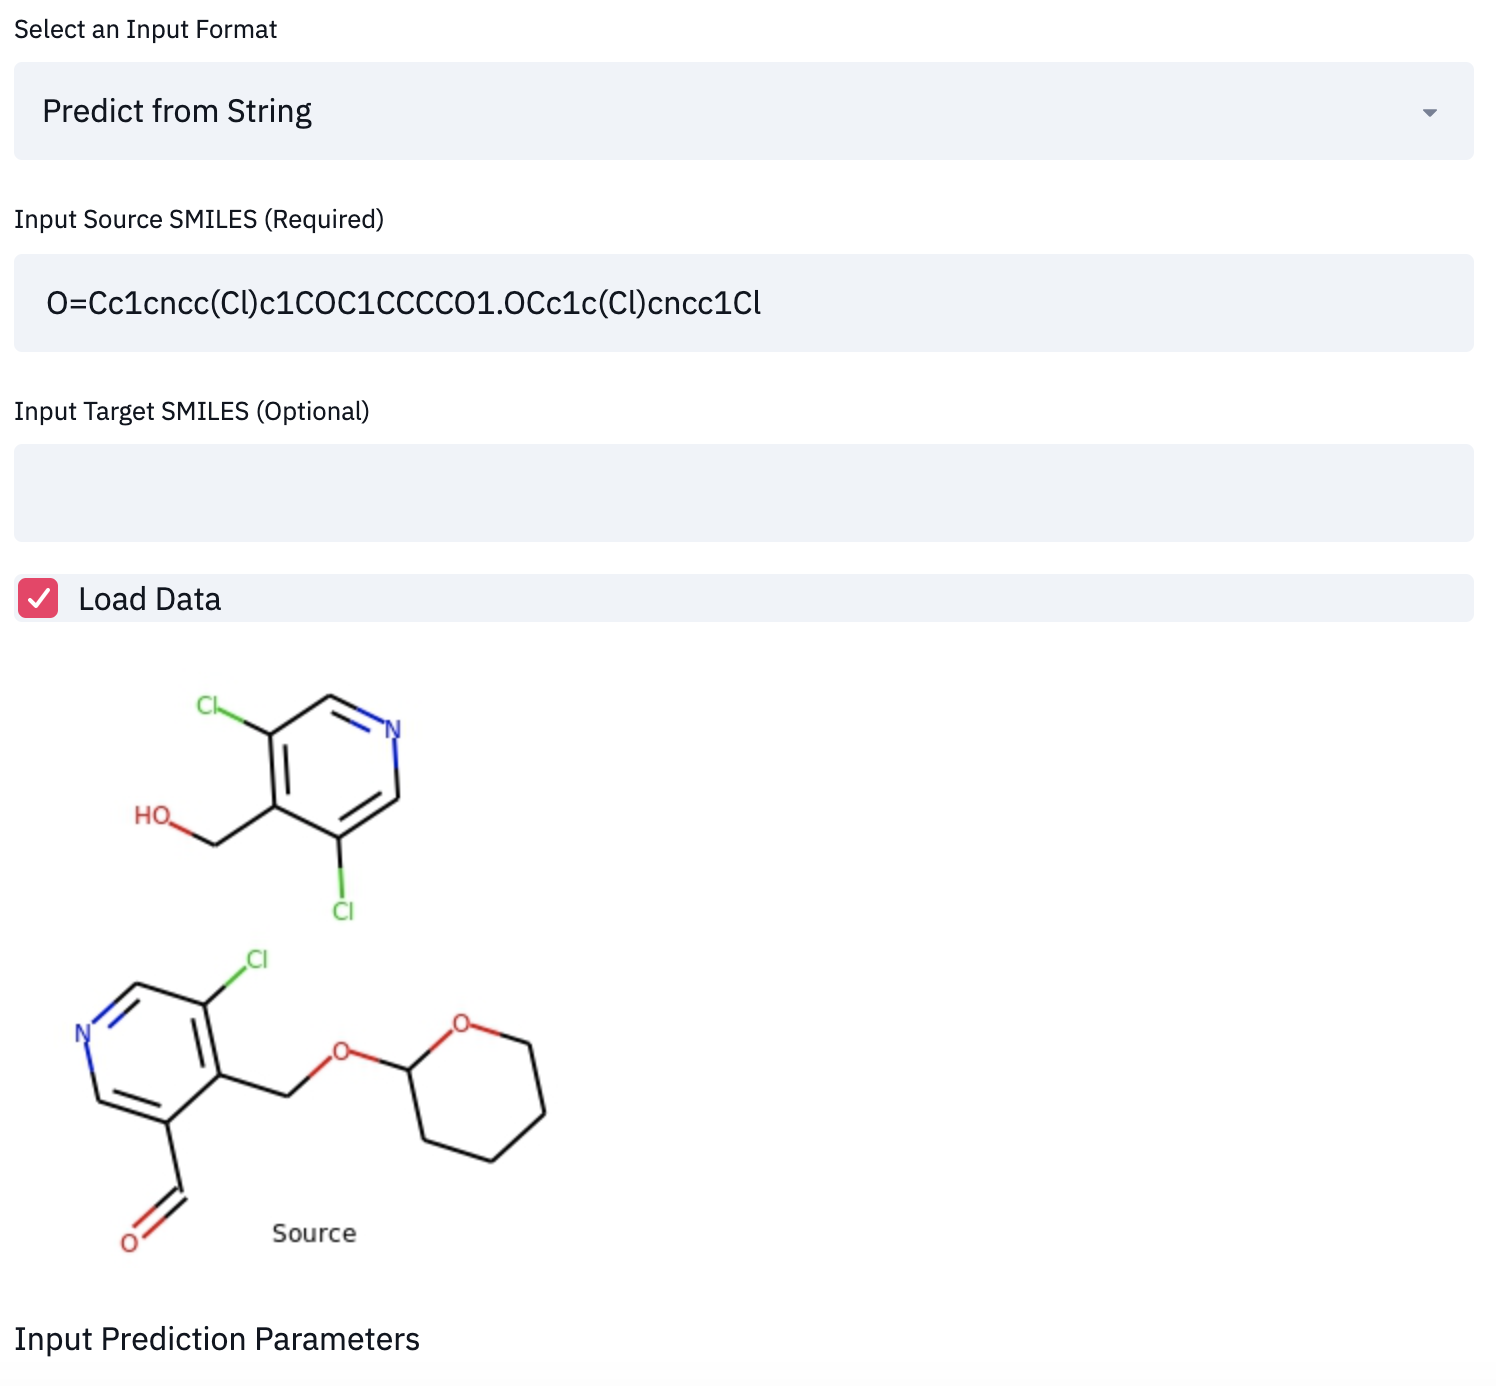 Select an Input Format
Predict from String
Input Source SMILES (Required)
O=Cc1cncc(Cl)c1COC1CCCCO1.OCc1c(Cl)cncc1Cl
Input Target SMILES (Optional)
Load Data
Cl
N
HO
Cl
Cl
N
O
O
O
Source
Input Prediction Parameters